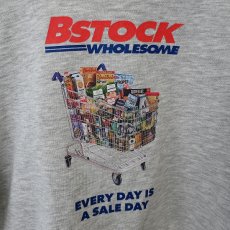 BSTOCK
WHOLESOME
EVERY DAY IS
A SALE DAY